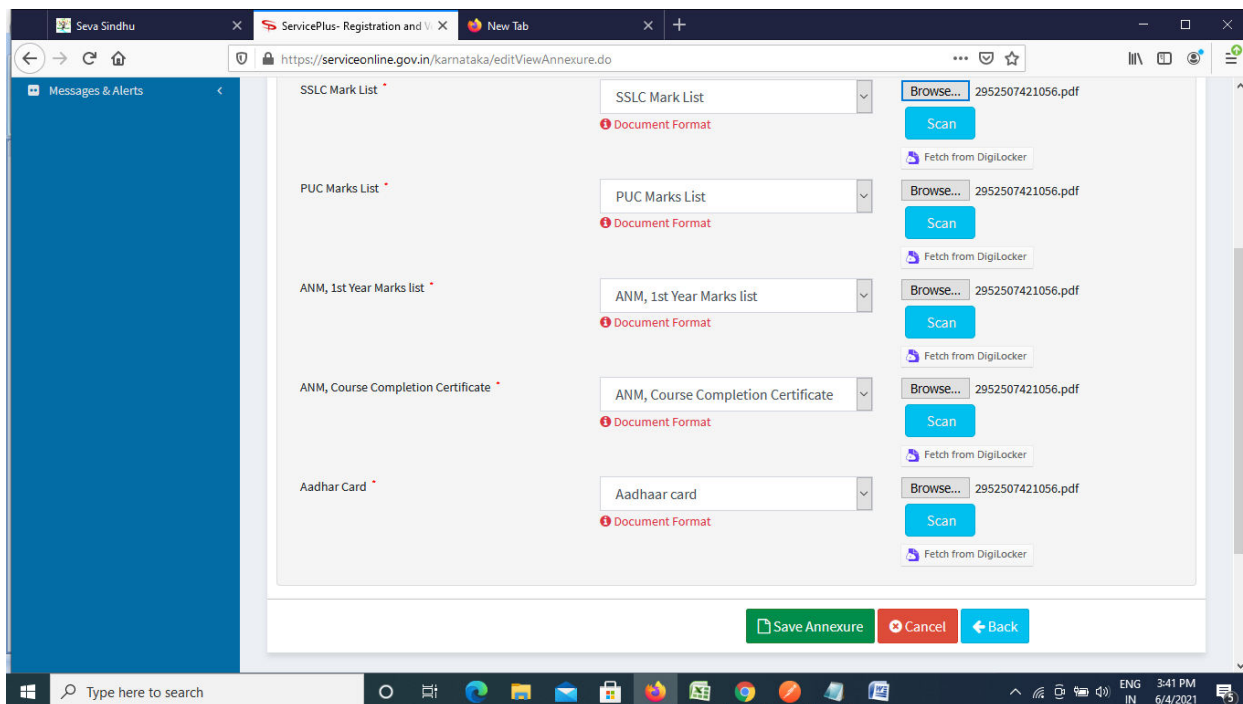 Seva Sindhu
ServicePlus- Registration and V
New Tab
https://serviceonline.gov.in/karnataka/editViewAnnexure.do
Messages & Alerts
SSLC Mark List *
SSLC Mark List
Browse... 2952507421056.pdf
Document Format
Scan
Fetch from DigiLocker
PUC Marks List *
PUC Marks List
Browse... 2952507421056.pdf
Document Format
Scan
Fetch from DigiLocker
ANM, 1st Year Marks list *
ANM, 1st Year Marks list
Browse... 2952507421056.pdf
Document Format
Scan
Fetch from DigiLocker
ANM, Course Completion Certificate *
ANM, Course Completion Certificate
Browse... 2952507421056.pdf
Document Format
Scan
Fetch from DigiLocker
Aadhar Card *
Aadhaar card
Browse... 2952507421056.pdf
Document Format
Scan
Fetch from DigiLocker
Save Annexure
Cancel
Back
Type here to search
ENG
IN
3:41 PM
6/4/2021
5